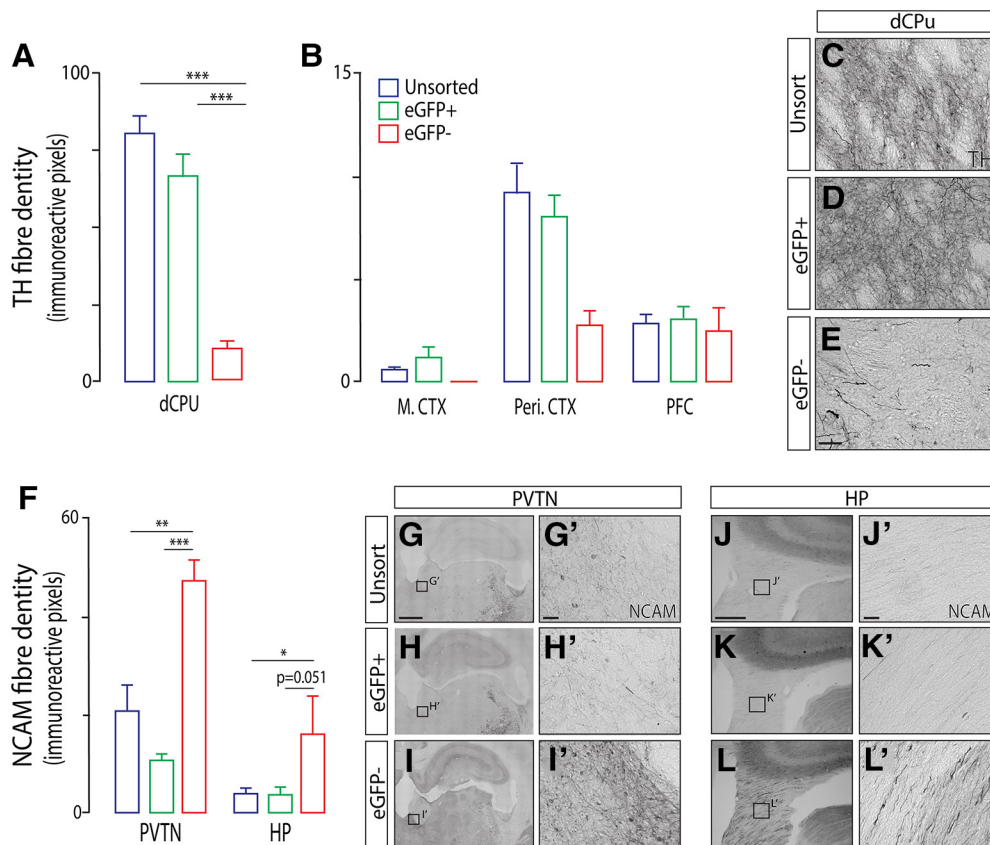 A
TH fibre dentity
(immunoreactive pixels)
100
0
***
***
dCPU
B
15
0
Unsorted
eGFP+
eGFP-
M. CTX
Peri. CTX
PFC
dCPu
Unsort
C
TH
eGFP+
D
eGFP-
E
F
NCAM fibre dentity
(immunoreactive pixels)
60
0
**
***
*
p=0.051
PVTN
HP
PVTN
HP
Unsort
G
G'
G'
NCAM
J
J'
J'
NCAM
eGFP+
H
H'
H'
K
K'
K'
eGFP-
I
I'
I'
L
L'
L'